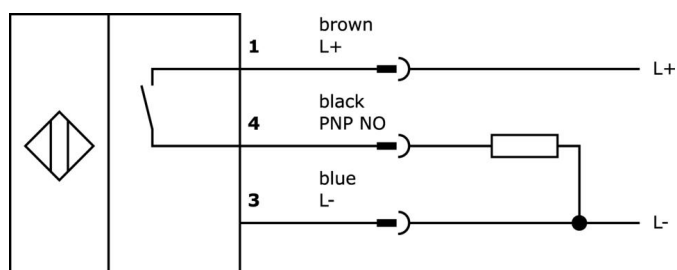 brown
1 L+ L+
black
4 PNP NO
blue
3 L- L-